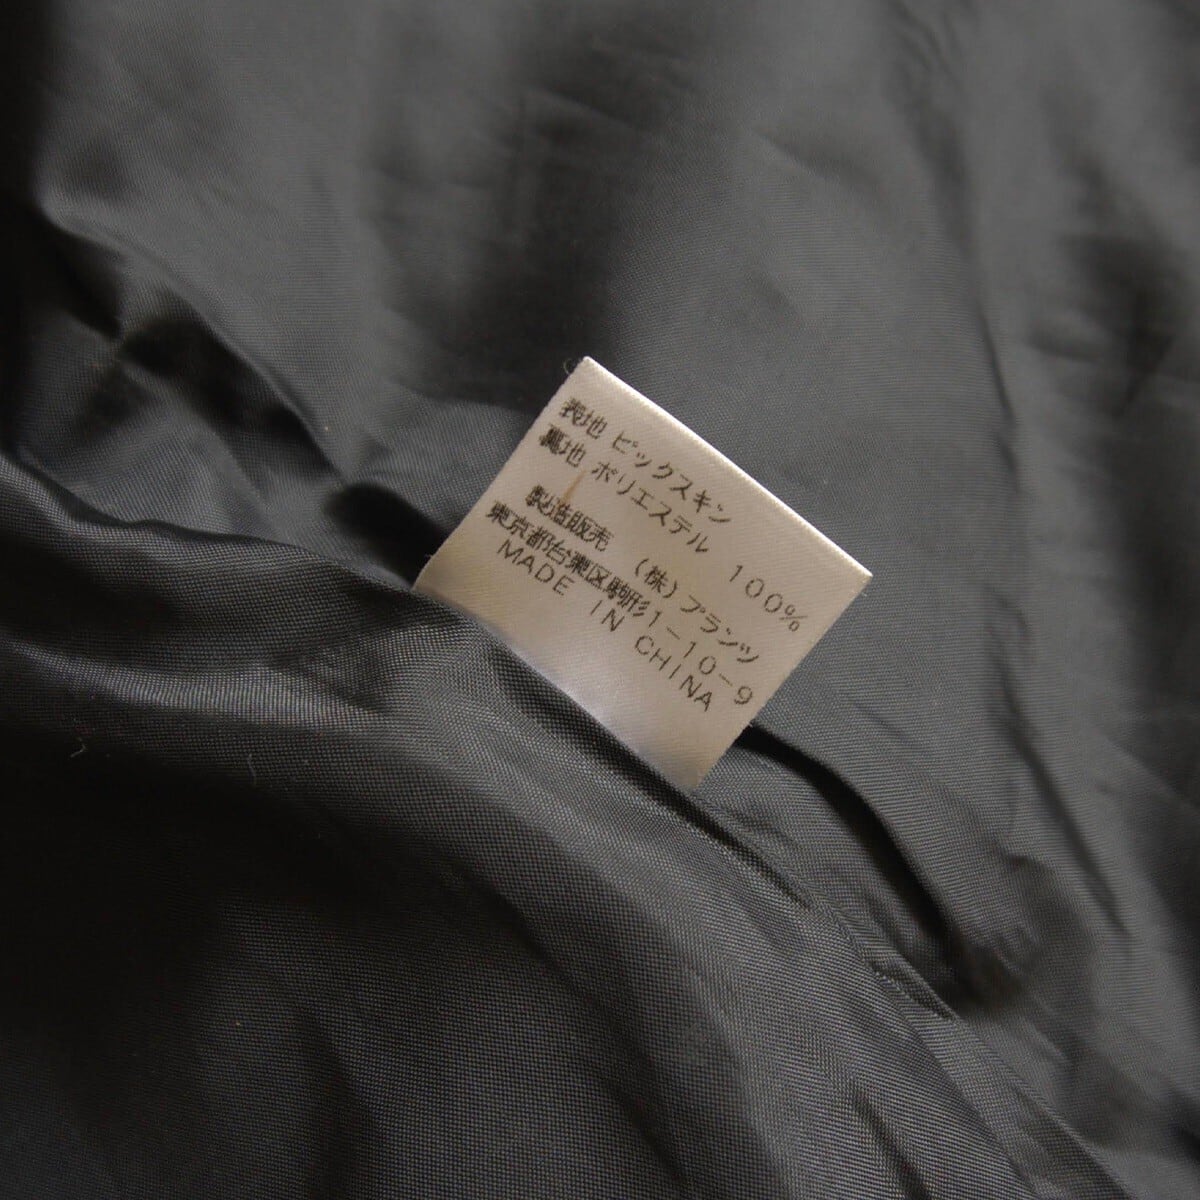 表地 ピックスキン
裏地 ポリエステル 100%
製造販売 (株)プランツ
東京都台東区駒形1-10-9
MADE IN CHINA